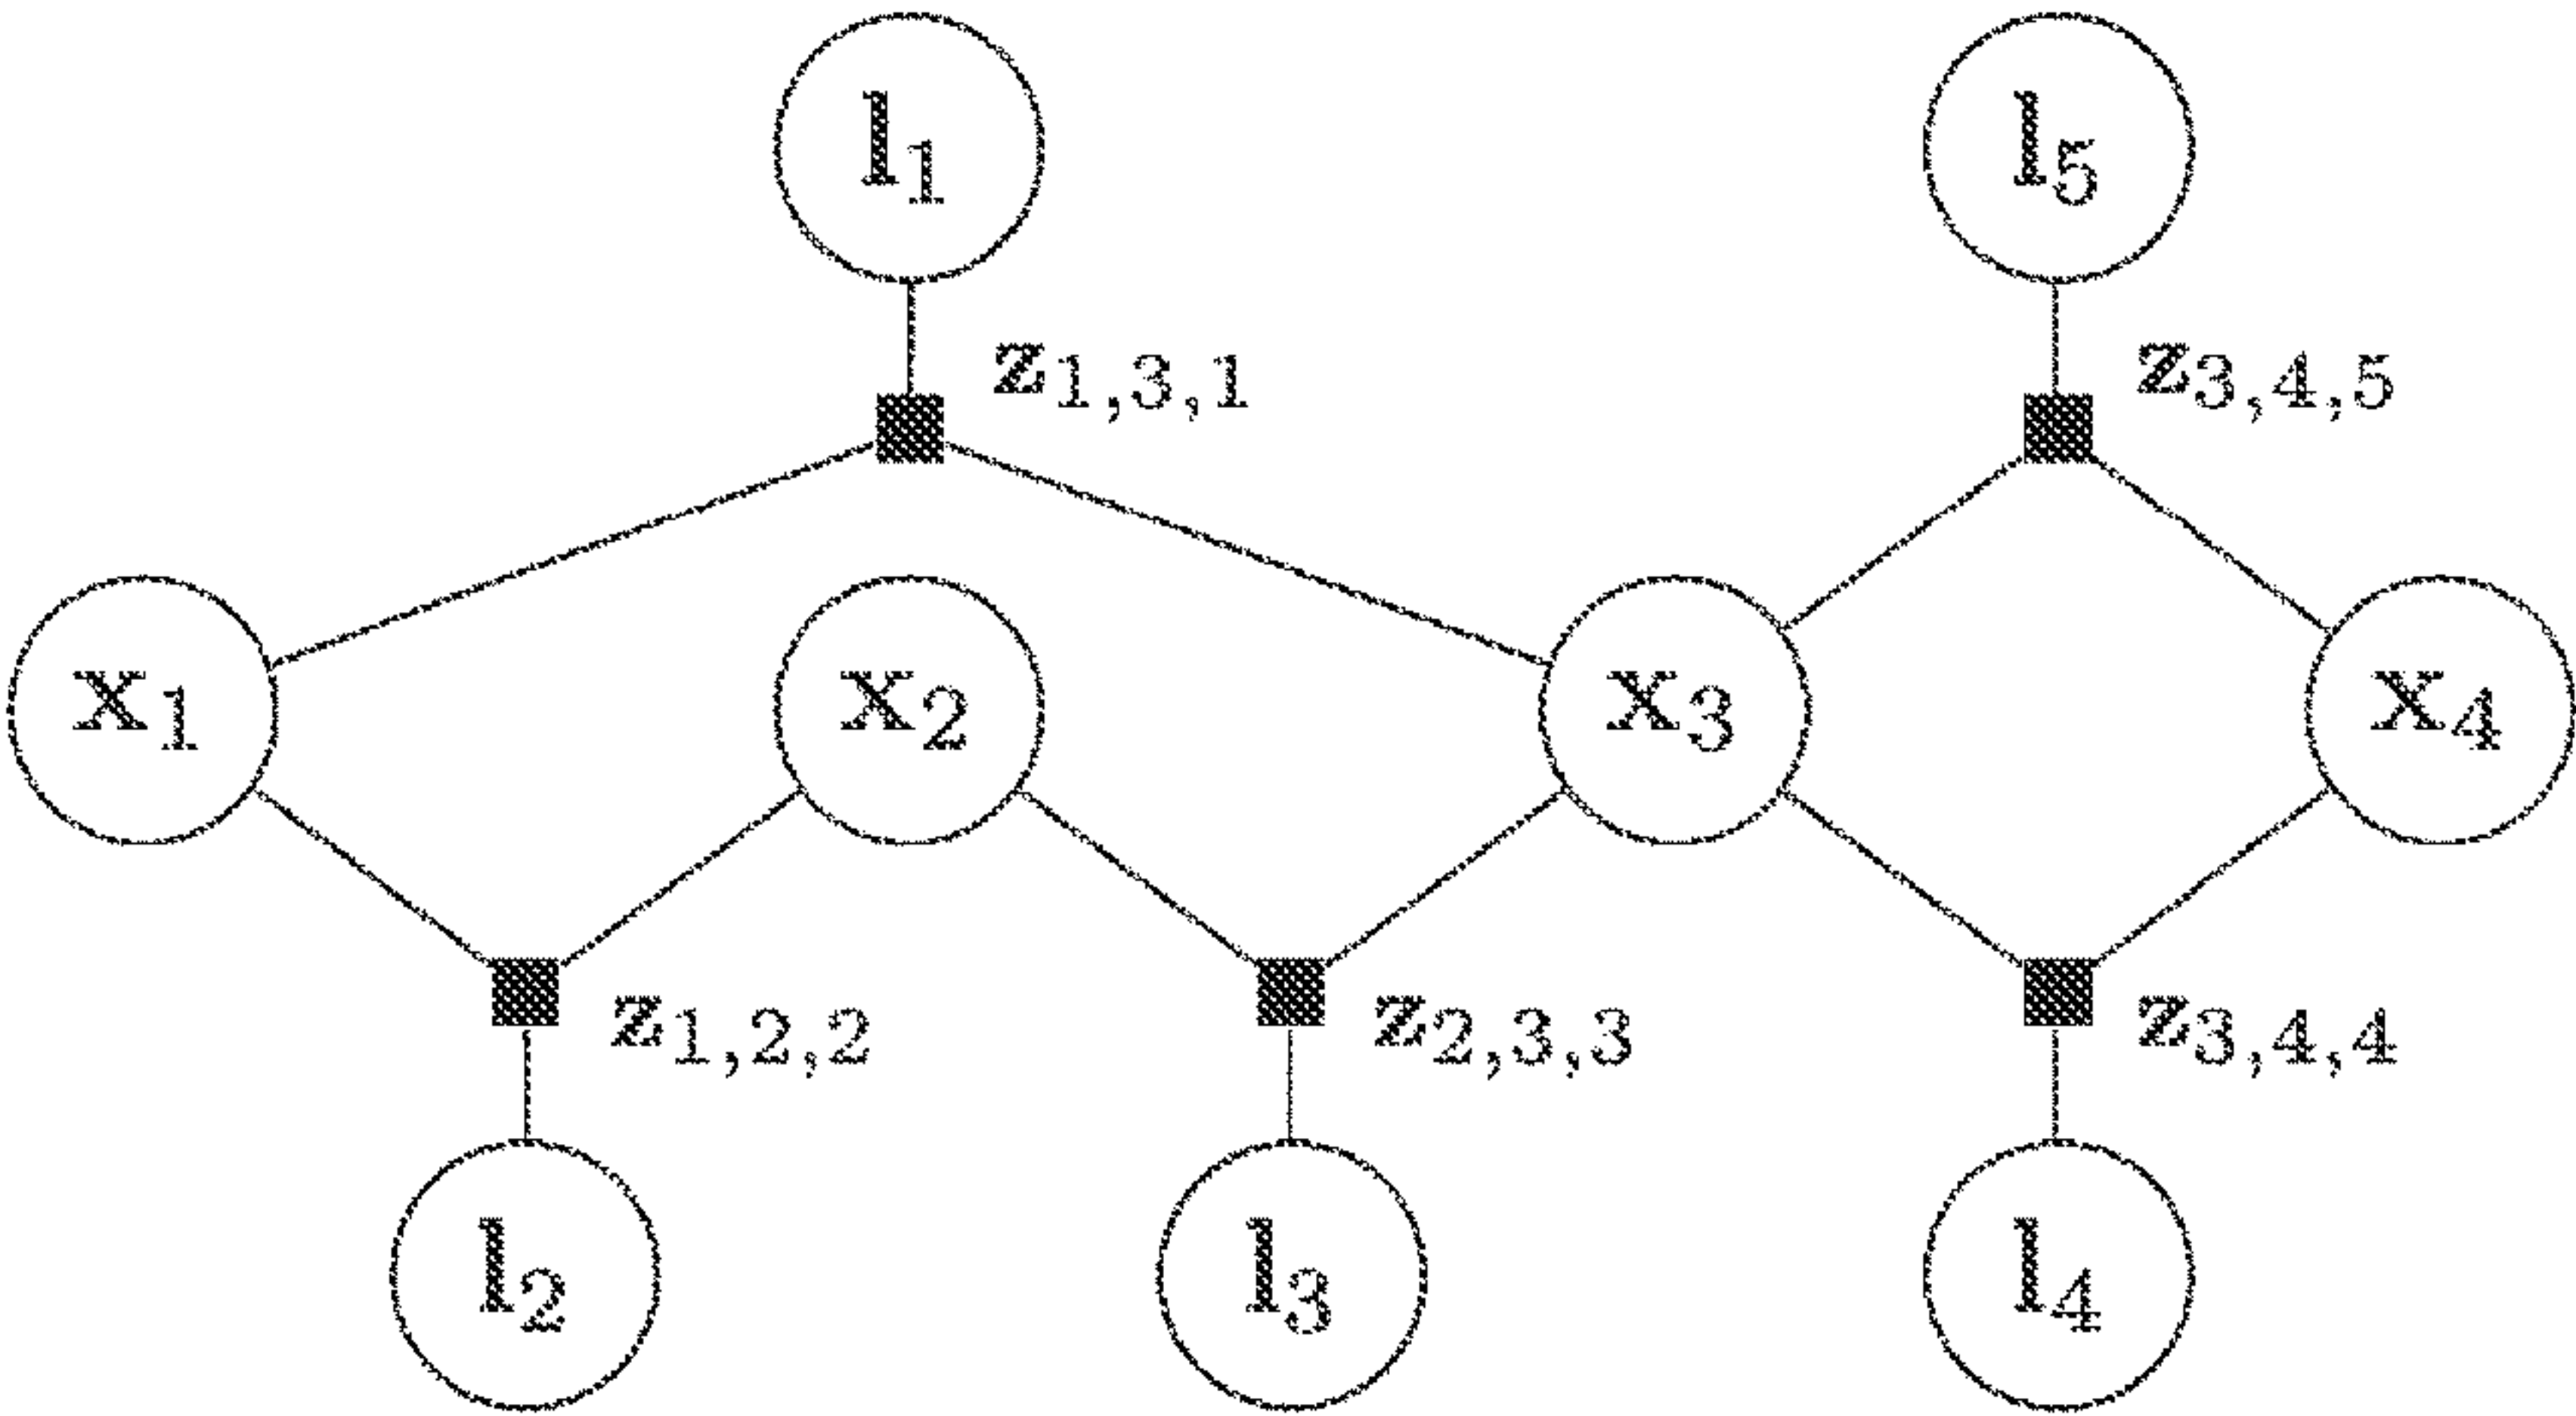 l₁ l₅
z₁,₃,₁ z₃,₄,₅
x₁ x₂ x₃ x₄
z₁,₂,₂ z₂,₃,₃ z₃,₄,₄
l₂ l₃ l₄